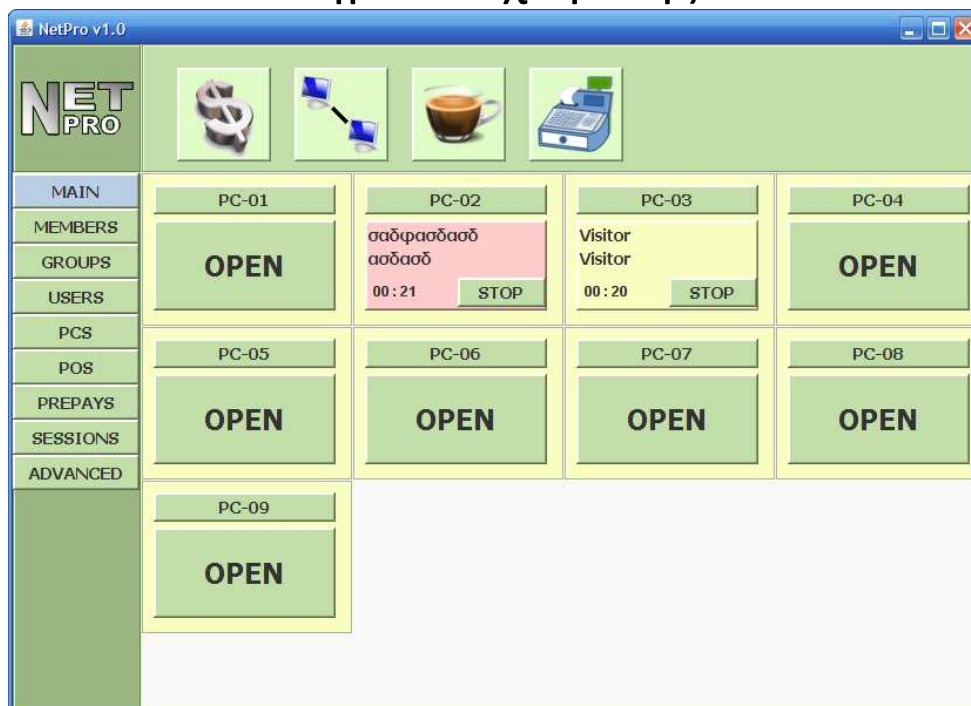 NetPro v1.0
NET
PRO
MAIN
MEMBERS
GROUPS
USERS
PCS
POS
PREPAYS
SESSIONS
ADVANCED
PC-01
OPEN
PC-02
σαδφασδασδ
ασδασδ
00:21 STOP
PC-03
Visitor
Visitor
00:20 STOP
PC-04
OPEN
PC-05
OPEN
PC-06
OPEN
PC-07
OPEN
PC-08
OPEN
PC-09
OPEN